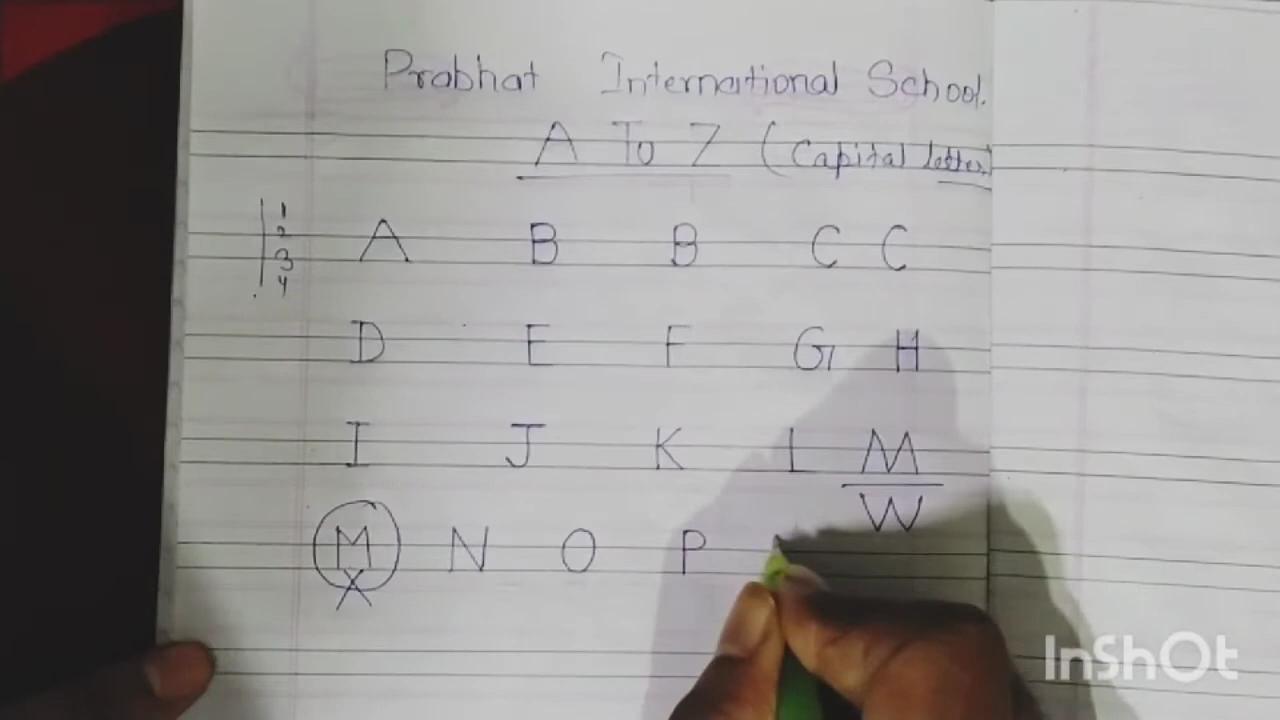 Prabhat International School.
A To Z (Capital letter)
1
2
3
4
A B B C C
D E F G H
I J K L M
W
M N O P
X
InShOt